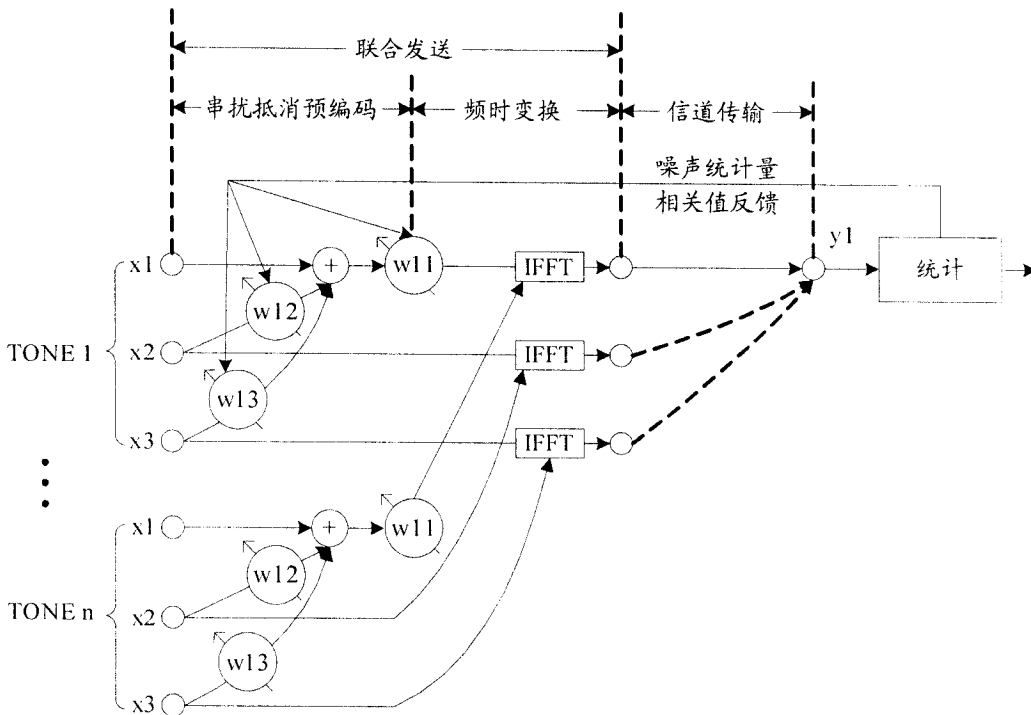 联合发送
串扰抵消预编码
频时变换
信道传输
噪声统计量
相关值反馈
y1
统计
x1
+
w11
IFFT
w12
TONE 1
x2
IFFT
w13
x3
IFFT
x1
+
w11
w12
TONE n
x2
w13
x3